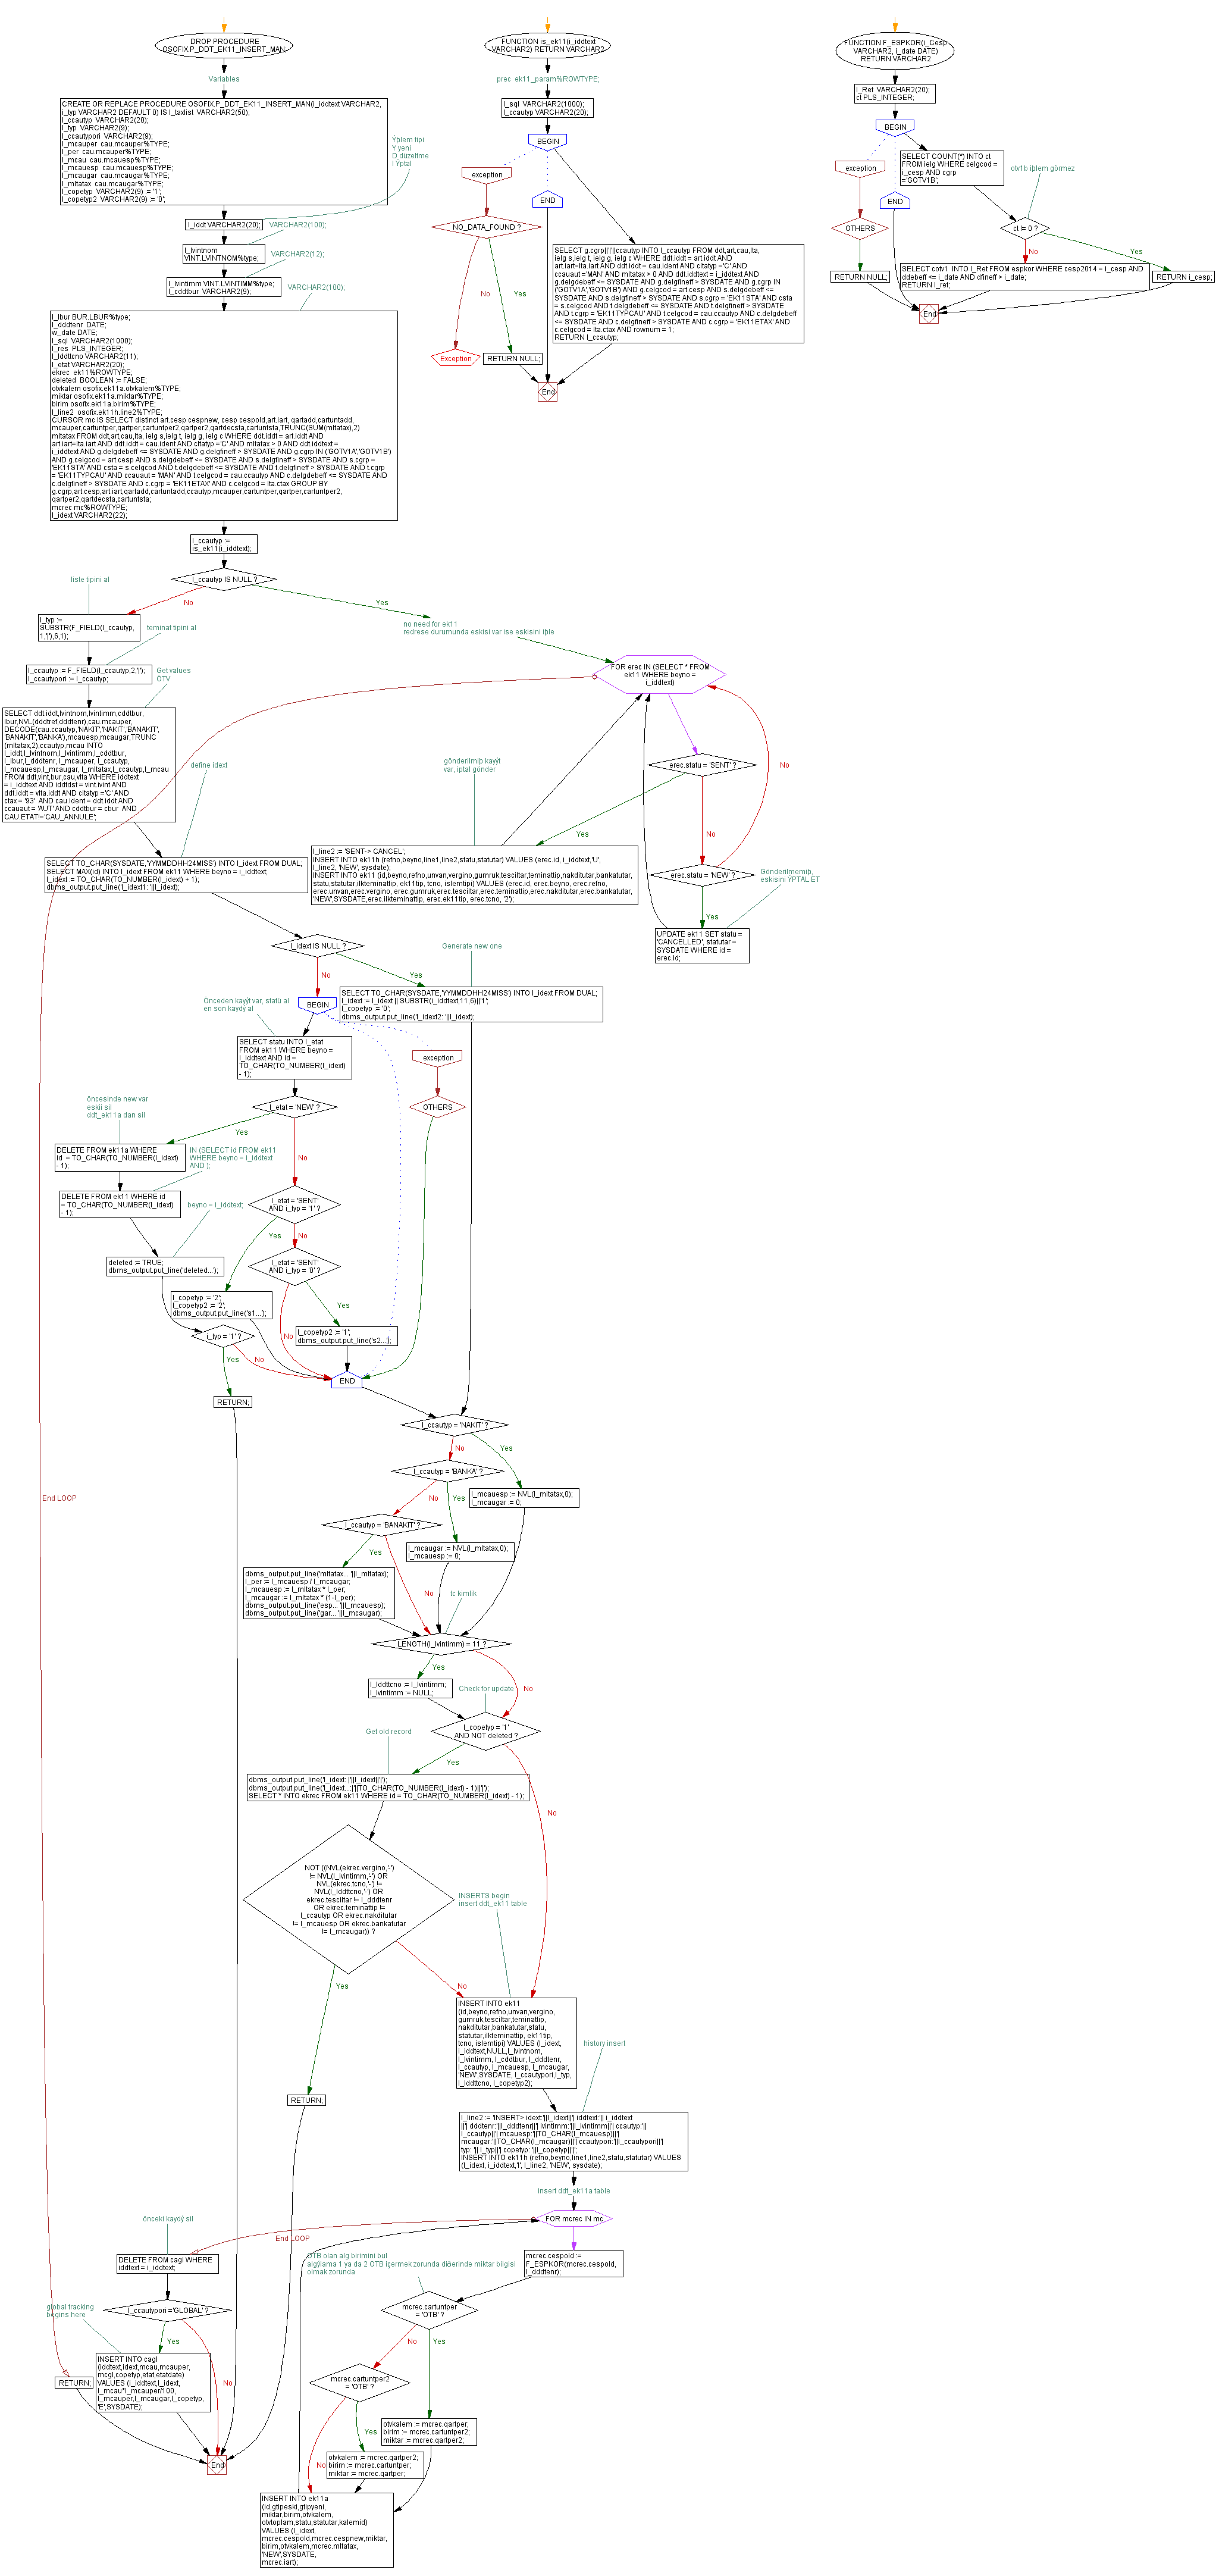 DROP PROCEDURE
OSOFIX.P_DDT_EK11_INSERT_MAN;
Variables
CREATE OR REPLACE PROCEDURE OSOFIX.P_DDT_EK11_INSERT_MAN(i_iddtext VARCHAR2,
i_typ VARCHAR2 DEFAULT 0) IS l_taxlist  VARCHAR2(50);
l_ccautyp  VARCHAR2(20);
l_typ  VARCHAR2(9);
l_ccautypori  VARCHAR2(9);
l_mcauper  cau.mcauper%TYPE;
l_per  cau.mcauper%TYPE;
l_mcau  cau.mcauesp%TYPE;
l_mcauesp  cau.mcauesp%TYPE;
l_mcaugar  cau.mcaugar%TYPE;
l_mltatax  cau.mcaugar%TYPE;
l_copetyp  VARCHAR2(9) := '1';
l_copetyp2  VARCHAR2(9) := '0';
Ýþlem tipi
Y yeni
D düzeltme
I Ýptal
l_iddt VARCHAR2(20);
VARCHAR2(100);
l_lvintnom
VINT.LVINTNOM%type;
VARCHAR2(12);
l_lvintimm VINT.LVINTIMM%type;
l_cddtbur  VARCHAR2(9);
VARCHAR2(100);
l_lbur BUR.LBUR%type;
l_dddtenr  DATE;
w_date DATE;
l_sql  VARCHAR2(1000);
l_res  PLS_INTEGER;
l_lddttcno VARCHAR2(11);
l_etat VARCHAR2(20);
ekrec  ek11%ROWTYPE;
deleted  BOOLEAN := FALSE;
otvkalem  osofix.ek11a.otvkalem%TYPE;
miktar  osofix.ek11a.miktar%TYPE;
birim  osofix.ek11a.birim%TYPE;
l_line2  osofix.ek11h.line2%TYPE;
CURSOR mc IS SELECT distinct art.cesp cespnew, cesp cespold,art.iart, qartadd,cartuntadd,
mcauper,cartuntper,qartper,cartuntper2,qartper2,qartdecsta,cartuntsta,TRUNC(SUM(mltatax),2)
mltatax FROM ddt,art,cau,lta, ielg s,ielg t, ielg g, ielg c WHERE ddt.iddt = art.iddt AND
art.iart=lta.iart AND ddt.iddt = cau.ident AND cltatyp ='C' AND mltatax > 0 AND ddt.iddtext =
i_iddtext AND g.delgdebeff <= SYSDATE AND g.delgfineff > SYSDATE AND g.cgrp IN ('GOTV1A','GOTV1B')
AND g.celgcod = art.cesp AND s.delgdebeff <= SYSDATE AND s.delgfineff > SYSDATE AND s.cgrp =
'EK11STA' AND csta = s.celgcod AND t.delgdebeff <= SYSDATE AND t.delgfineff > SYSDATE AND t.cgrp
= 'EK11TYPCAU' AND ccauaut = 'MAN' AND t.celgcod = cau.ccautyp AND c.delgdebeff <= SYSDATE AND
c.delgfineff > SYSDATE AND c.cgrp = 'EK11ETAX' AND c.celgcod = lta.ctax GROUP BY
g.cgrp,art.cesp,art.iart,qartadd,cartuntadd,ccautyp,mcauper,cartuntper,qartper,cartuntper2,
qartper2,qartdecsta,cartuntsta;
mcrec mc%ROWTYPE;
l_idext VARCHAR2(22);
l_ccautyp :=
is_ek11(i_iddtext);
l_ccautyp IS NULL ?
No
Yes
liste tipini al
l_typ :=
SUBSTR(F_FIELD(l_ccautyp,
1,'|'),6,1);
teminat tipini al
l_ccautyp := F_FIELD(l_ccautyp,2,'|');
l_ccautypori := l_ccautyp;
Get values
ÖTV
SELECT ddt.iddt,lvintnom,lvintimm,cddtbur,
lbur,NVL(dddtref,dddtenr),cau.mcauper,
DECODE(cau.ccautyp,'NAKIT','NAKIT','BANAKIT',
'BANAKIT','BANKA'),mcauesp,mcaugar,TRUNC
(mltatax,2),ccautyp,mcau INTO
l_iddt,l_lvintnom,l_lvintimm,l_cddtbur,
l_lbur,l_dddtenr, l_mcauper, l_ccautyp,
l_mcauesp,l_mcaugar, l_mltatax,l_ccautyp,l_mcau
FROM ddt,vint,bur,cau,vlta WHERE iddtext
= i_iddtext AND iddtdst = vint.ivint AND
ddt.iddt = vlta.iddt AND cltatyp ='C' AND
ctax = '93'  AND cau.ident = ddt.iddt AND
ccauaut = 'AUT' AND cddtbur = cbur  AND
CAU.ETAT!='CAU_ANNULE';
define idext
SELECT TO_CHAR(SYSDATE,'YYMMDDHH24MISS') INTO l_idext FROM DUAL;
SELECT MAX(id) INTO l_idext FROM ek11 WHERE beyno = i_iddtext;
l_idext := TO_CHAR(TO_NUMBER(l_idext) + 1);
dbms_output.put_line('l_idext1: '||l_idext);
no need for ek11
redrese durumunda eskisi var ise eskisini iþle
FOR erec IN (SELECT * FROM
ek11 WHERE beyno =
i_iddtext)
erec.statu = 'SENT' ?
No
Yes
gönderilmiþ kayýt
var, iptal gönder
No
l_line2 := 'SENT-> CANCEL';
INSERT INTO ek11h (refno,beyno,line1,line2,statu,statutar) VALUES (erec.id, i_iddtext,'U',
l_line2, 'NEW', sysdate);
INSERT INTO ek11 (id,beyno,refno,unvan,vergino,gumruk,tesciltar,teminattip,nakditutar,bankatutar,
statu,statutar,ilkteminattip, ek11tip, tcno, islemtipi) VALUES (erec.id, erec.beyno, erec.refno,
erec.unvan,erec.vergino, erec.gumruk,erec.tesciltar,erec.teminattip,erec.nakditutar,erec.bankatutar,
'NEW',SYSDATE,erec.ilkteminattip, erec.ek11tip, erec.tcno, '2');
erec.statu = 'NEW' ?
Gönderilmemiþ,
eskisini ÝPTAL ET
Yes
UPDATE ek11 SET statu =
'CANCELLED', statutar =
SYSDATE WHERE id =
erec.id;
l_idext IS NULL ?
Generate new one
No
Yes
BEGIN
SELECT TO_CHAR(SYSDATE,'YYMMDDHH24MISS') INTO l_idext FROM DUAL;
l_idext := l_idext || SUBSTR(i_iddtext,11,6)||'1';
l_copetyp := '0';
dbms_output.put_line('l_idext2: '||l_idext);
Önceden kayýt var, statü al
en son kaydý al
SELECT statu INTO l_etat
FROM ek11 WHERE beyno =
i_iddtext AND id =
TO_CHAR(TO_NUMBER(l_idext)
- 1);
exception
OTHERS
l_etat = 'NEW' ?
öncesinde new var
eskii sil
ddt_ek11a dan sil
Yes
No
DELETE FROM ek11a WHERE
id  = TO_CHAR(TO_NUMBER(l_idext)
- 1);
IN (SELECT id FROM ek11
WHERE beyno = i_iddtext
AND );
DELETE FROM ek11 WHERE id
= TO_CHAR(TO_NUMBER(l_idext)
- 1);
beyno = i_iddtext;
l_etat = 'SENT'
AND i_typ = '1' ?
Yes
No
deleted := TRUE;
dbms_output.put_line('deleted...');
l_etat = 'SENT'
AND i_typ = '0' ?
l_copetyp := '2';
l_copetyp2 := '2';
dbms_output.put_line('s1...');
Yes
No
l_copetyp2 := '1';
dbms_output.put_line('s2...');
i_typ = '1' ?
Yes
No
END
RETURN;
l_ccautyp = 'NAKIT' ?
No
Yes
l_ccautyp = 'BANKA' ?
l_mcauesp := NVL(l_mltatax,0);
l_mcaugar := 0;
No
Yes
End LOOP
l_ccautyp = 'BANAKIT' ?
l_mcaugar := NVL(l_mltatax,0);
l_mcauesp := 0;
Yes
No
dbms_output.put_line('mltatax... '||l_mltatax);
l_per := l_mcauesp / l_mcaugar;
l_mcauesp := l_mltatax * l_per;
l_mcaugar := l_mltatax * (1-l_per);
dbms_output.put_line('esp... '||l_mcauesp);
dbms_output.put_line('gar... '||l_mcaugar);
tc kimlik
LENGTH(l_lvintimm) = 11 ?
Yes
No
l_lddttcno := l_lvintimm;
l_lvintimm := NULL;
Check for update
l_copetyp = '1'
AND NOT deleted ?
Get old record
Yes
No
dbms_output.put_line('l_idext: |'||l_idext||'|');
dbms_output.put_line('l_idext...:|'||TO_CHAR(TO_NUMBER(l_idext) - 1)||'|');
SELECT * INTO ekrec FROM ek11 WHERE id = TO_CHAR(TO_NUMBER(l_idext) - 1);
NOT ((NVL(ekrec.vergino,'-')
!= NVL(l_lvintimm,'-') OR
NVL(ekrec.tcno,'-') !=
NVL(l_lddttcno,'-') OR
ekrec.tesciltar != l_dddtenr
OR ekrec.teminattip !=
l_ccautyp OR ekrec.nakditutar
!= l_mcauesp OR ekrec.bankatutar
!= l_mcaugar)) ?
Yes
No
INSERTS begin
insert ddt_ek11 table
INSERT INTO ek11
(id,beyno,refno,unvan,vergino,
gumruk,tesciltar,teminattip,
nakditutar,bankatutar,statu,
statutar,ilkteminattip, ek11tip,
tcno, islemtipi) VALUES (l_idext,
i_iddtext,NULL,l_lvintnom,
l_lvintimm, l_cddtbur, l_dddtenr,
l_ccautyp, l_mcauesp, l_mcaugar,
'NEW',SYSDATE, l_ccautypori,l_typ,
l_lddttcno, l_copetyp2);
history insert
RETURN;
l_line2 := 'INSERT> idext:'||l_idext||'| iddtext:'|| i_iddtext
||'| dddtenr:'||l_dddtenr||'| lvintimm:'||l_lvintimm||'| ccautyp:'||
l_ccautyp||'| mcauesp:'||TO_CHAR(l_mcauesp)||'|
mcaugar:'||TO_CHAR(l_mcaugar)||'| ccautypori:'||l_ccautypori||'|
typ: '|| l_typ||'| copetyp: '||l_copetyp||'|';
INSERT INTO ek11h (refno,beyno,line1,line2,statu,statutar) VALUES
(l_idext, i_iddtext,'I', l_line2, 'NEW', sysdate);
insert ddt_ek11a table
FOR mcrec IN mc
End LOOP
önceki kaydý sil
DELETE FROM cagl WHERE
iddtext = i_iddtext;
mcrec.cespold :=
F_ESPKOR(mcrec.cespold,
l_dddtenr);
OTB olan alg birimini bul
algýlama 1 ya da 2 OTB içermek zorunda diðerinde miktar bilgisi
olmak zorunda
l_ccautypori ='GLOBAL' ?
mcrec.cartuntper
= 'OTB' ?
global tracking
begins here
Yes
No
No
Yes
INSERT INTO cagl
(iddtext,idext,mcau,mcauper,
mcgl,copetyp,etat,etatdate)
VALUES (i_iddtext,l_idext,
l_mcau*l_mcauper/100,
l_mcauper,l_mcaugar,l_copetyp,
'E',SYSDATE);
RETURN;
mcrec.cartuntper2
= 'OTB' ?
otvkalem := mcrec.qartper;
birim := mcrec.cartuntper2;
miktar := mcrec.qartper2;
Yes
No
otvkalem := mcrec.qartper2;
birim := mcrec.cartuntper;
miktar := mcrec.qartper;
End
INSERT INTO ek11a
(id,gtipeski,gtipyeni,
miktar,birim,otvkalem,
otvtoplam,statu,statutar,kalemid)
VALUES (l_idext,
mcrec.cespold,mcrec.cespnew,miktar,
birim,otvkalem,mcrec.mltatax,
'NEW',SYSDATE,
mcrec.iart);
FUNCTION is_ek11(i_iddtext
VARCHAR2) RETURN VARCHAR2
prec  ek11_param%ROWTYPE;
l_sql  VARCHAR2(1000);
l_ccautyp VARCHAR2(20);
BEGIN
exception
END
NO_DATA_FOUND ?
No
Yes
Exception
RETURN NULL;
SELECT g.cgrp||'|'||ccautyp INTO l_ccautyp FROM ddt,art,cau,lta,
ielg s,ielg t, ielg g, ielg c WHERE ddt.iddt = art.iddt AND
art.iart=lta.iart AND ddt.iddt = cau.ident AND cltatyp ='C' AND
ccauaut ='MAN' AND mltatax > 0 AND ddt.iddtext = i_iddtext AND
g.delgdebeff <= SYSDATE AND g.delgfineff > SYSDATE AND g.cgrp IN
('GOTV1A','GOTV1B') AND g.celgcod = art.cesp AND s.delgdebeff <=
SYSDATE AND s.delgfineff > SYSDATE AND s.cgrp = 'EK11STA' AND csta
= s.celgcod AND t.delgdebeff <= SYSDATE AND t.delgfineff > SYSDATE
AND t.cgrp = 'EK11TYPCAU' AND t.celgcod = cau.ccautyp AND c.delgdebeff
<= SYSDATE AND c.delgfineff > SYSDATE AND c.cgrp = 'EK11ETAX' AND
c.celgcod = lta.ctax AND rownum = 1;
RETURN l_ccautyp;
End
FUNCTION F_ESPKOR(i_Cesp
VARCHAR2, i_date DATE)
RETURN VARCHAR2
l_Ret  VARCHAR2(20);
ct PLS_INTEGER;
BEGIN
exception
END
OTHERS
RETURN NULL;
SELECT COUNT(*) INTO ct
FROM ielg WHERE celgcod =
i_cesp AND cgrp
='GOTV1B';
otv1b iþlem görmez
ct != 0 ?
No
Yes
SELECT cotv1  INTO l_Ret FROM espkor WHERE cesp2014 = i_cesp AND
ddebeff <= i_date AND dfineff > i_date;
RETURN l_ret;
RETURN i_cesp;
End